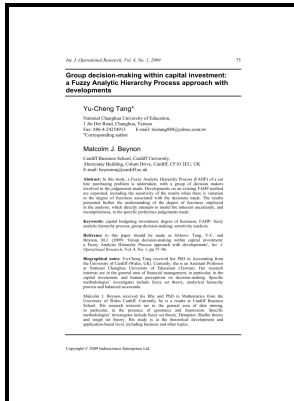 Int. J. Operational Research, Vol. 4, No. 1, 2009 75
Group decision-making within capital investment:
a Fuzzy Analytic Hierarchy Process approach with
developments
Yu-Cheng Tang*
National Changhua University of Education,
1 Jin Der Road, Changhua, Taiwan
*Corresponding author
Malcolm J. Beynon
Cardiff Business School, Cardiff University,
Aberconway Building, Colum Drive, Cardiff, CF10 3EU, UK
E-mail: beynonmj@cardiff.ac.uk
Abstract: In this study, a Fuzzy Analytic Hierarchy Process (FAHP) of a car
hire purchasing problem is undertaken, with a group of decision makers
involved in the judgements made. Developments on an existing FAHP method
are exposited, including the sensitivity of the results when there is variation
in the degree of fuzziness associated with the decisions made. The results
presented further the understanding of the degree of fuzziness employed
in the analysis, which directly attempts to model the inherent uncertainty, and
incompleteness, in the specific preference judgements made.
Keywords: capital budgeting investment; degree of fuzziness; FAHP;
fuzzy analytic hierarchy process; group decision-making; sensitivity analysis.
Reference to this paper should be made as follows: Tang, Y-C. and
Beynon, M.J. (2009) 'Group decision-making within capital investment:
a Fuzzy Analytic Hierarchy Process approach with developments', Int. J.
Operational Research, Vol. 4, No. 1, pp.75–96.
Biographical notes: Yu-Cheng Tang received her PhD in Accounting from
the University of Cardiff (Wales, UK). Currently, she is an Assistant Professor
at National Changhua University of Education (Taiwan). Her research
interests are in the general areas of financial management, in particular, in the
capital investment, and human perceptions on decision-making. Specific
methodologies' investigates include fuzzy set theory, analytical hierarchy
process and balanced scorecards.
Malcolm J. Beynon received his BSc and PhD in Mathematics from the
University of Wales Cardiff. Currently, he is a reader at Cardiff Business
School. His research interests are in the general area of data mining,
in particular, in the presence of ignorance and imprecision. Specific
methodologies' investigates include fuzzy set theory, Dempster-Shafer theory
and rough set theory. His study is at the theoretical development and
application-based level, including business and other topics.
Copyright © 2009 Inderscience Enterprises Ltd.